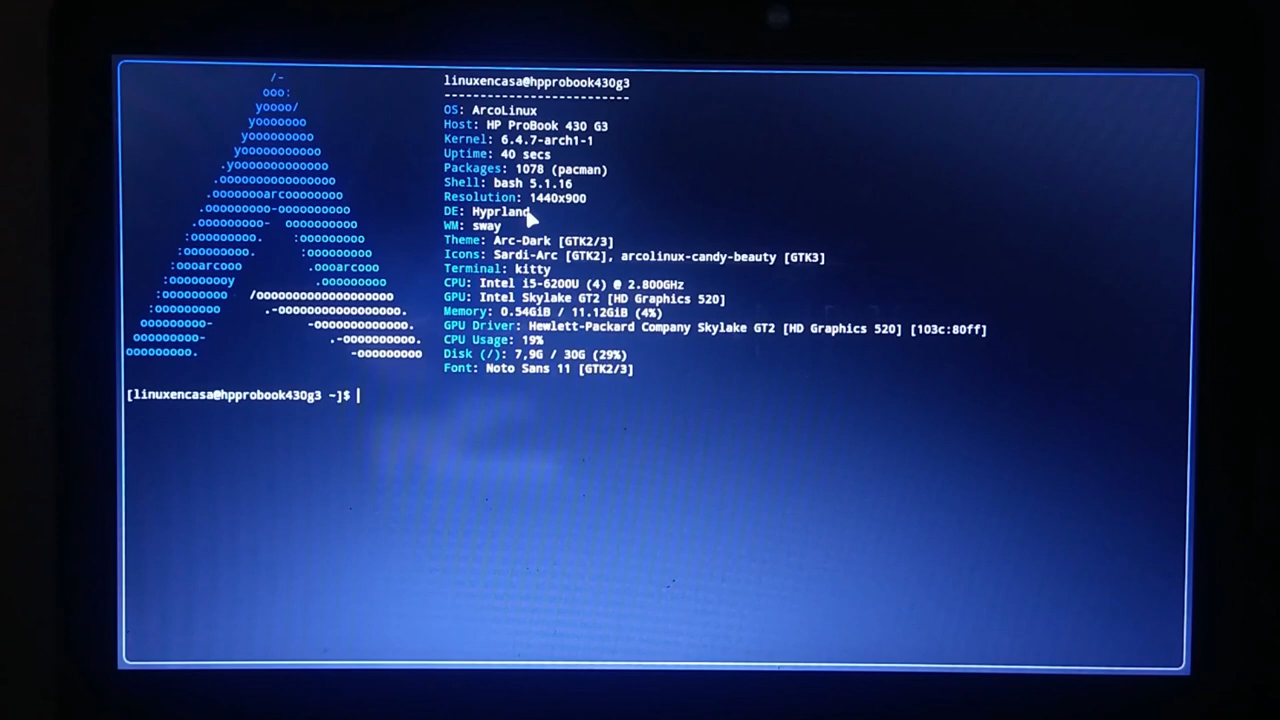 linuxencasa@hpprobook430g3
--------------------------
OS: ArcoLinux
Host: HP ProBook 430 G3
Kernel: 6.4.7-arch1-1
Uptime: 40 secs
Packages: 1078 (pacman)
Shell: bash 5.1.16
Resolution: 1440x900
DE: Hyprland
WM: sway
Theme: Arc-Dark [GTK2/3]
Icons: Sardi-Arc [GTK2], arcolinux-candy-beauty [GTK3]
Terminal: kitty
CPU: Intel i5-6200U (4) @ 2.800GHz
GPU: Intel Skylake GT2 [HD Graphics 520]
Memory: 0.54GiB / 11.12GiB (4%)
GPU Driver: Hewlett-Packard Company Skylake GT2 [HD Graphics 520] [103c:80ff]
CPU Usage: 19%
Disk (/): 7,9G / 30G (29%)
Font: Noto Sans 11 [GTK2/3]
[linuxencasa@hpprobook430g3 ~]$